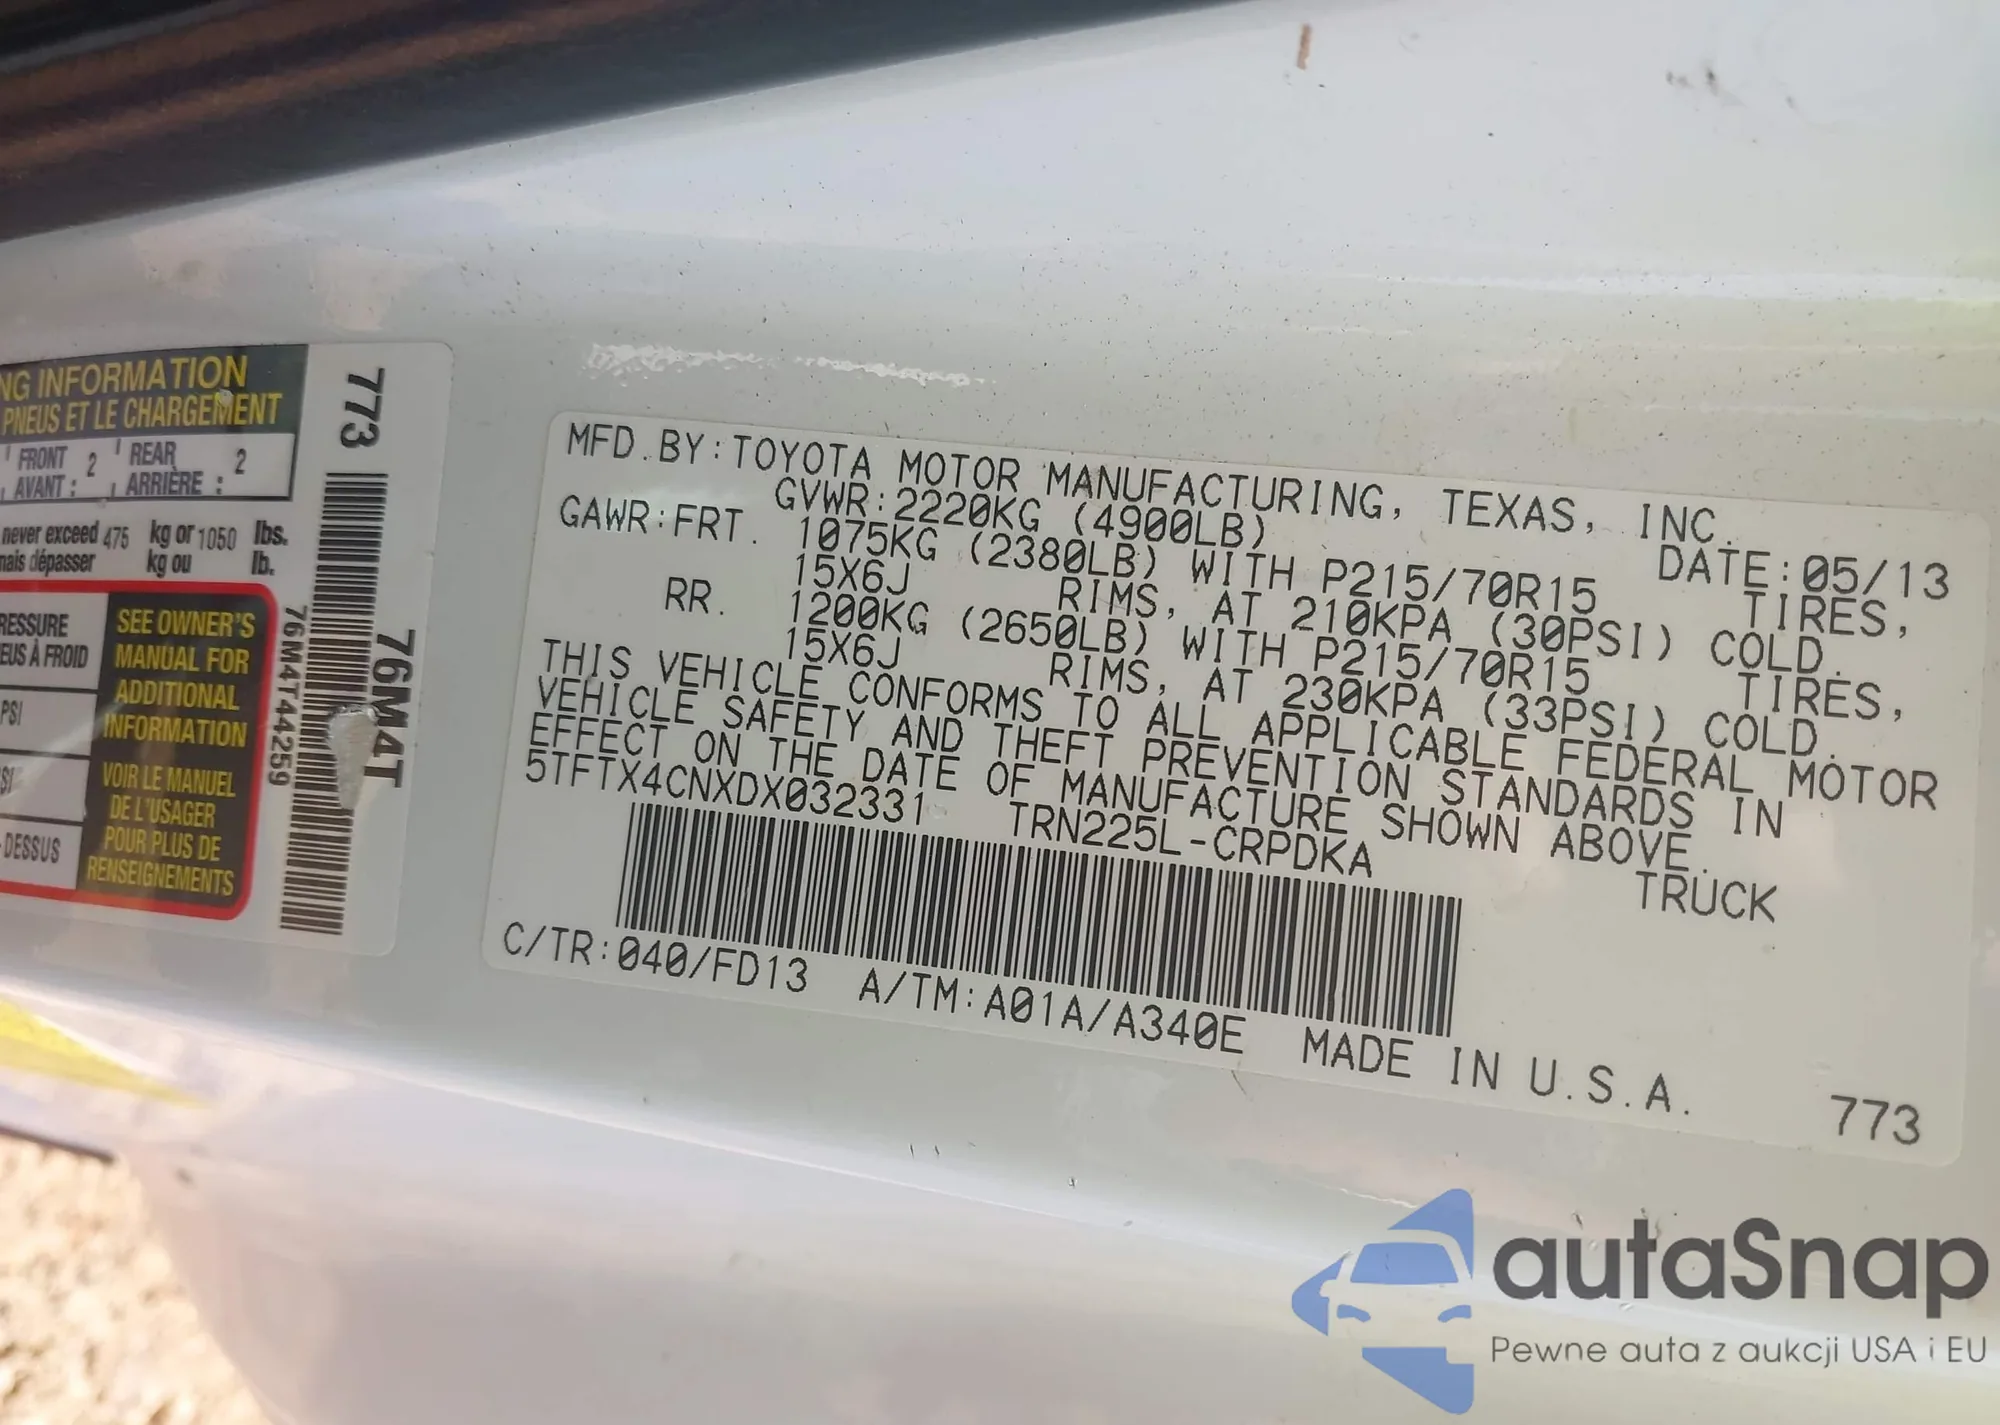 NG INFORMATION
PNEUS ET LE CHARGEMENT
FRONT 2 REAR 2
AVANT : ARRIÈRE :
never exceed 475 kg or 1050 lbs.
mais dépasser kg ou lb.
RESSURE
EUS À FROID
PSI
SI
DESSUS
SEE OWNER'S
MANUAL FOR
ADDITIONAL
INFORMATION
VOIR LE MANUEL
DE L'USAGER
POUR PLUS DE
RENSEIGNEMENTS
773
76M4T44259
76M4T
MFD.BY:TOYOTA MOTOR MANUFACTURING, TEXAS, INC.
GVWR:2220KG (4900LB) DATE:05/13
GAWR:FRT. 1075KG (2380LB) WITH P215/70R15 TIRES,
15X6J RIMS, AT 210KPA (30PSI) COLD.
RR. 1200KG (2650LB) WITH P215/70R15 TIRES,
15X6J RIMS, AT 230KPA (33PSI) COLD.
THIS VEHICLE CONFORMS TO ALL APPLICABLE FEDERAL MOTOR
VEHICLE SAFETY AND THEFT PREVENTION STANDARDS IN
EFFECT ON THE DATE OF MANUFACTURE SHOWN ABOVE.
5TFTX4CNXDX032331 TRN225L-CRPDKA TRUCK
C/TR:040/FD13 A/TM:A01A/A340E MADE IN U.S.A.
773
autaSnap
Pewne auta z aukcji USA i EU